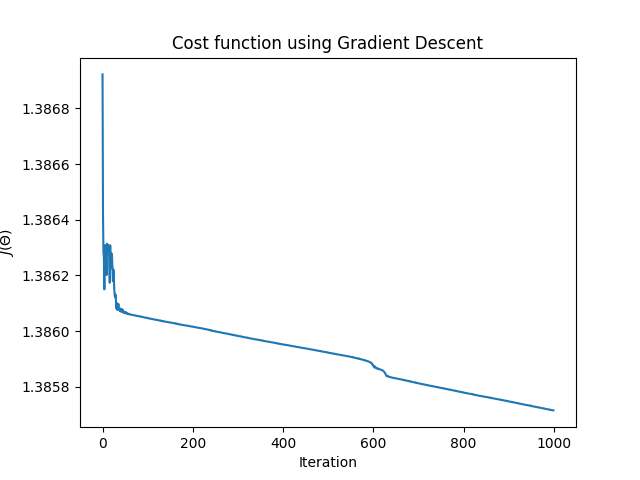 Cost function using Gradient Descent
1.3868
1.3866
1.3864
1.3862
1.3860
1.3858
J(Θ)
0 200 400 600 800 1000
Iteration